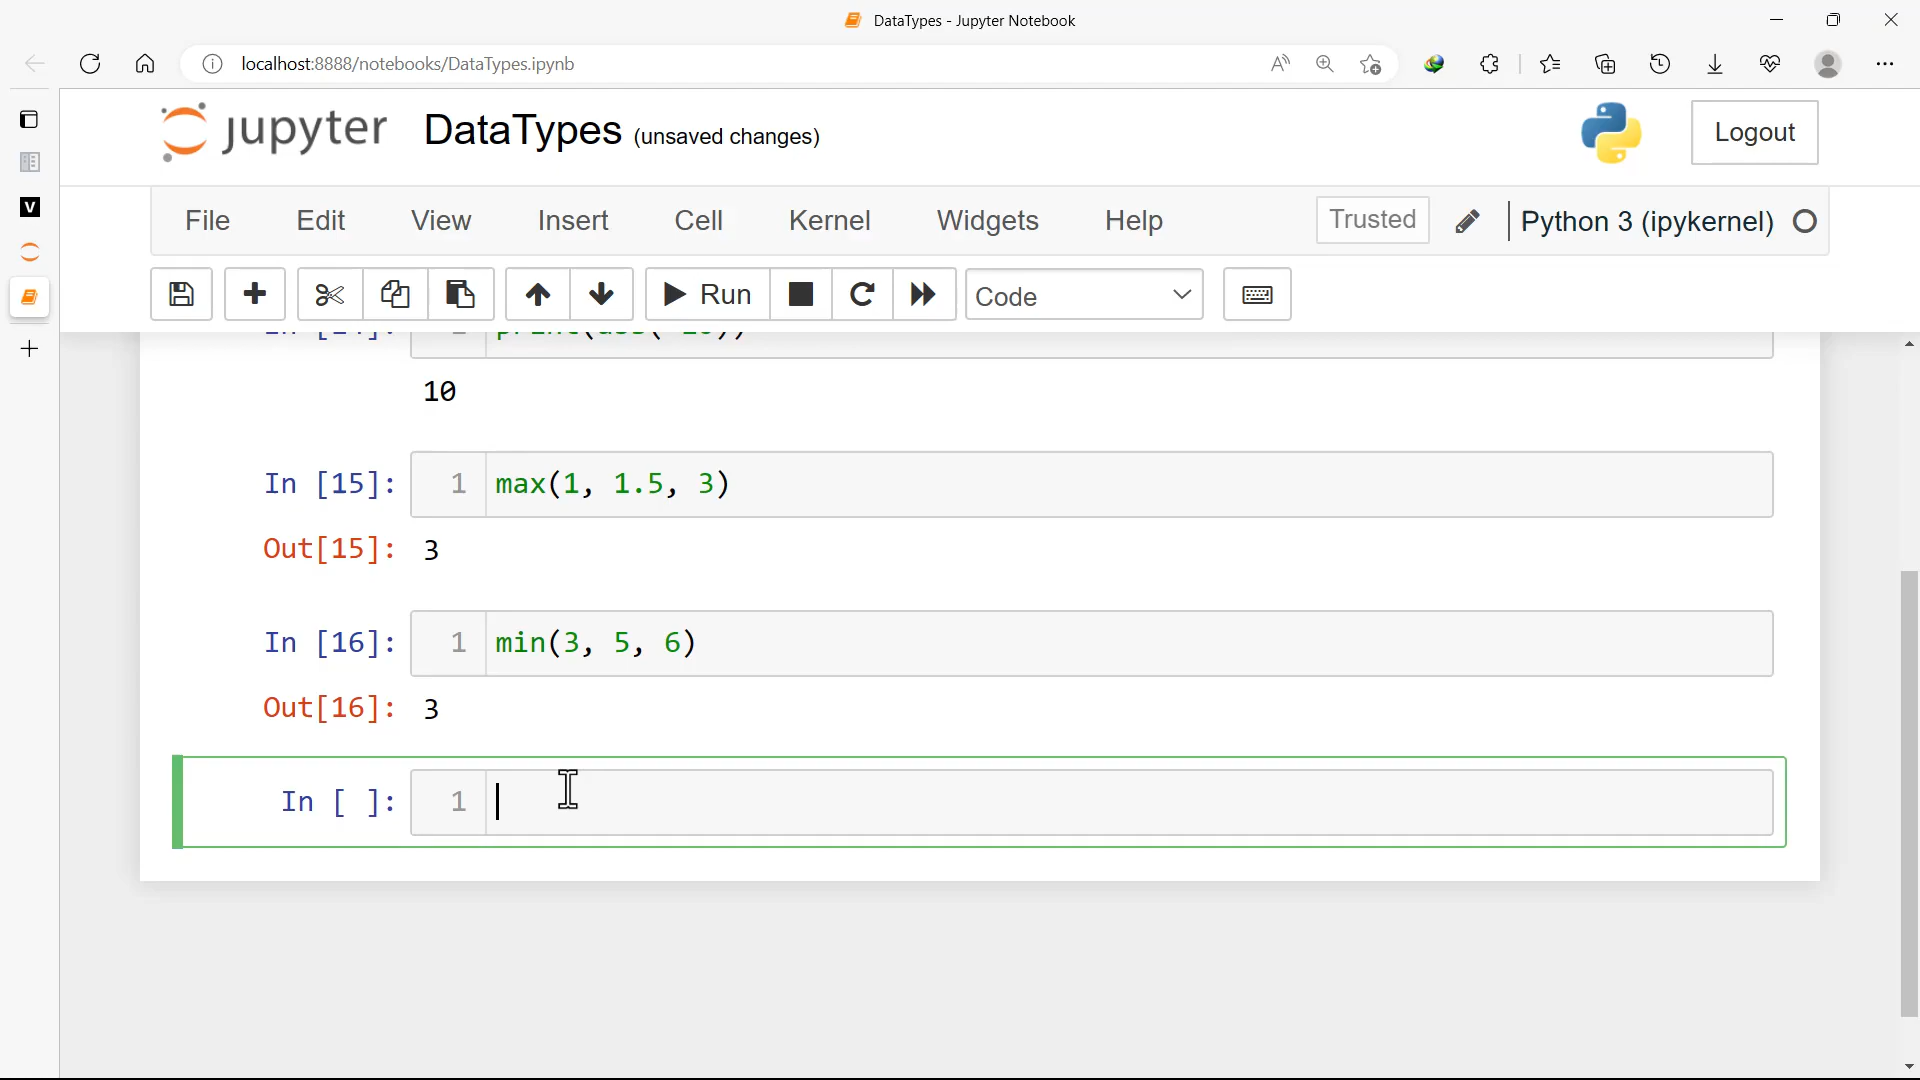 DataTypes - Jupyter Notebook
localhost:8888/notebooks/DataTypes.ipynb
jupyter DataTypes (unsaved changes)
Logout
File Edit View Insert Cell Kernel Widgets Help Trusted Python 3 (ipykernel)
Run Code
10
In [15]: 1 max(1, 1.5, 3)
Out[15]: 3
In [16]: 1 min(3, 5, 6)
Out[16]: 3
In [ ]: 1